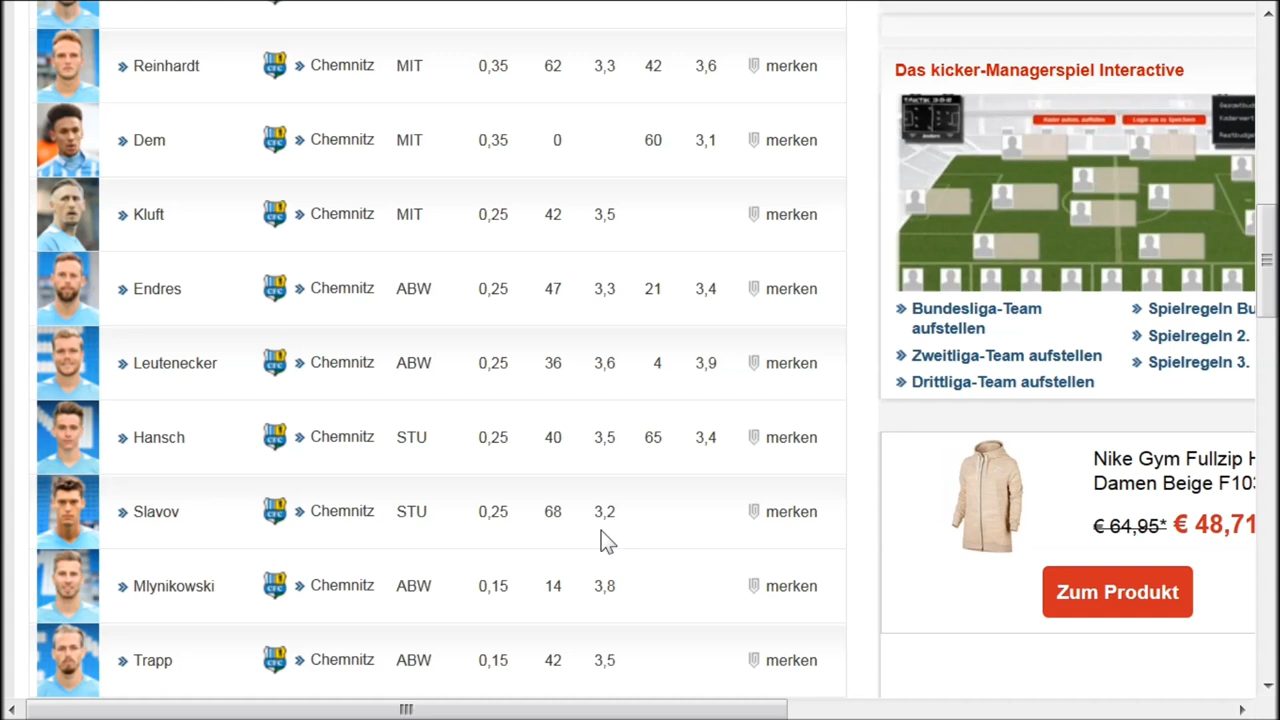 Reinhardt Chemnitz MIT 0,35 62 3,3 42 3,6 merken
Dem Chemnitz MIT 0,35 0 60 3,1 merken
Kluft Chemnitz MIT 0,25 42 3,5 merken
Endres Chemnitz ABW 0,25 47 3,3 21 3,4 merken
Leutenecker Chemnitz ABW 0,25 36 3,6 4 3,9 merken
Hansch Chemnitz STU 0,25 40 3,5 65 3,4 merken
Slavov Chemnitz STU 0,25 68 3,2 merken
Mlynikowski Chemnitz ABW 0,15 14 3,8 merken
Trapp Chemnitz ABW 0,15 42 3,5 merken
Das kicker-Managerspiel Interactive
Bundesliga-Team
aufstellen
Zweitliga-Team aufstellen
Drittliga-Team aufstellen
Spielregeln Bu
Spielregeln 2.
Spielregeln 3.
Nike Gym Fullzip H
Damen Beige F103
€ 64,95* € 48,71
Zum Produkt